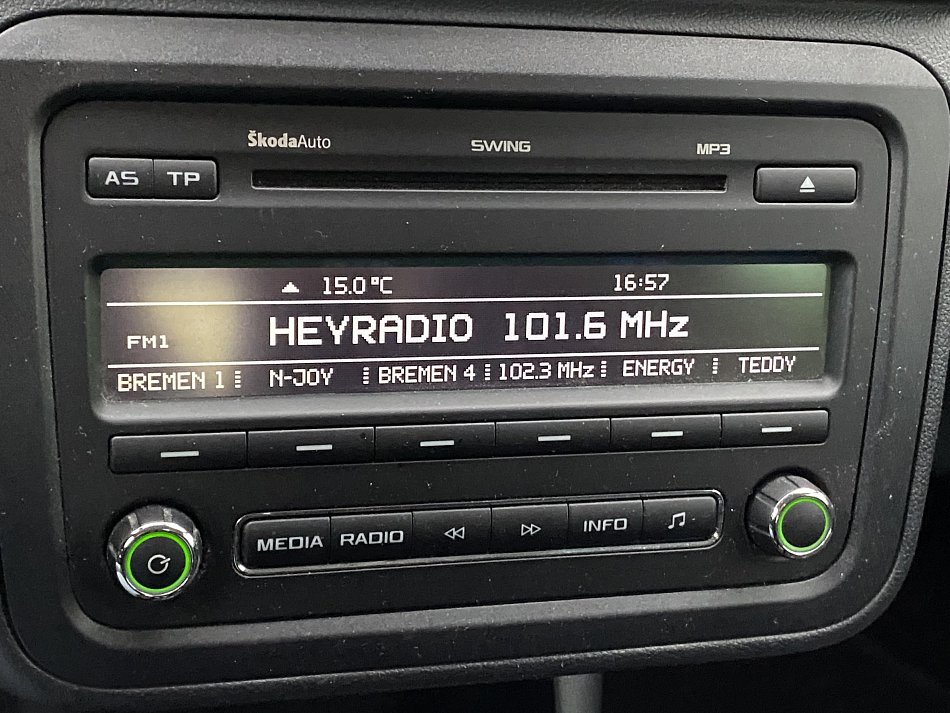 ŠkodaAuto SWING MP3
AS TP
15.0 °C 16:57
FM1 HEYRADIO 101.6 MHz
BREMEN 1 N-JOY BREMEN 4 102.3 MHz ENERGY TEDDY
MEDIA RADIO INFO